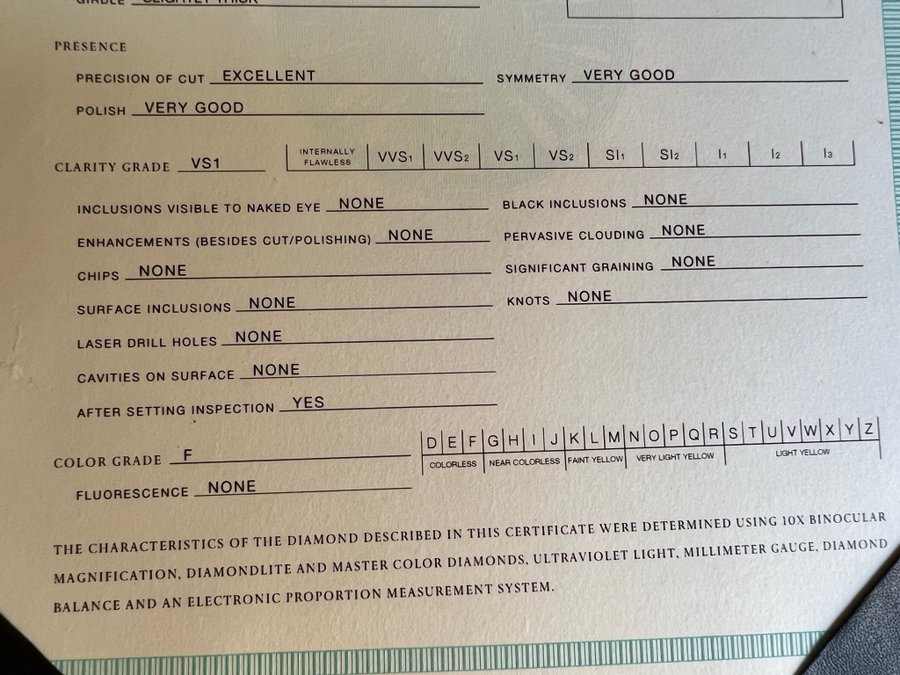 GIRDLE SLIGHTLY THICK
PRESENCE
PRECISION OF CUT EXCELLENT SYMMETRY VERY GOOD
POLISH VERY GOOD
CLARITY GRADE VS1 INTERNALLY FLAWLESS VVS1 VVS2 VS1 VS2 SI1 SI2 I1 I2 I3
INCLUSIONS VISIBLE TO NAKED EYE NONE BLACK INCLUSIONS NONE
ENHANCEMENTS (BESIDES CUT/POLISHING) NONE PERVASIVE CLOUDING NONE
CHIPS NONE SIGNIFICANT GRAINING NONE
SURFACE INCLUSIONS NONE KNOTS NONE
LASER DRILL HOLES NONE
CAVITIES ON SURFACE NONE
AFTER SETTING INSPECTION YES
COLOR GRADE F D E F G H I J K L M N O P Q R S T U V W X Y Z
COLORLESS NEAR COLORLESS FAINT YELLOW VERY LIGHT YELLOW LIGHT YELLOW
FLUORESCENCE NONE
THE CHARACTERISTICS OF THE DIAMOND DESCRIBED IN THIS CERTIFICATE WERE DETERMINED USING 10X BINOCULAR
MAGNIFICATION, DIAMONDLITE AND MASTER COLOR DIAMONDS, ULTRAVIOLET LIGHT, MILLIMETER GAUGE, DIAMOND
BALANCE AND AN ELECTRONIC PROPORTION MEASUREMENT SYSTEM.